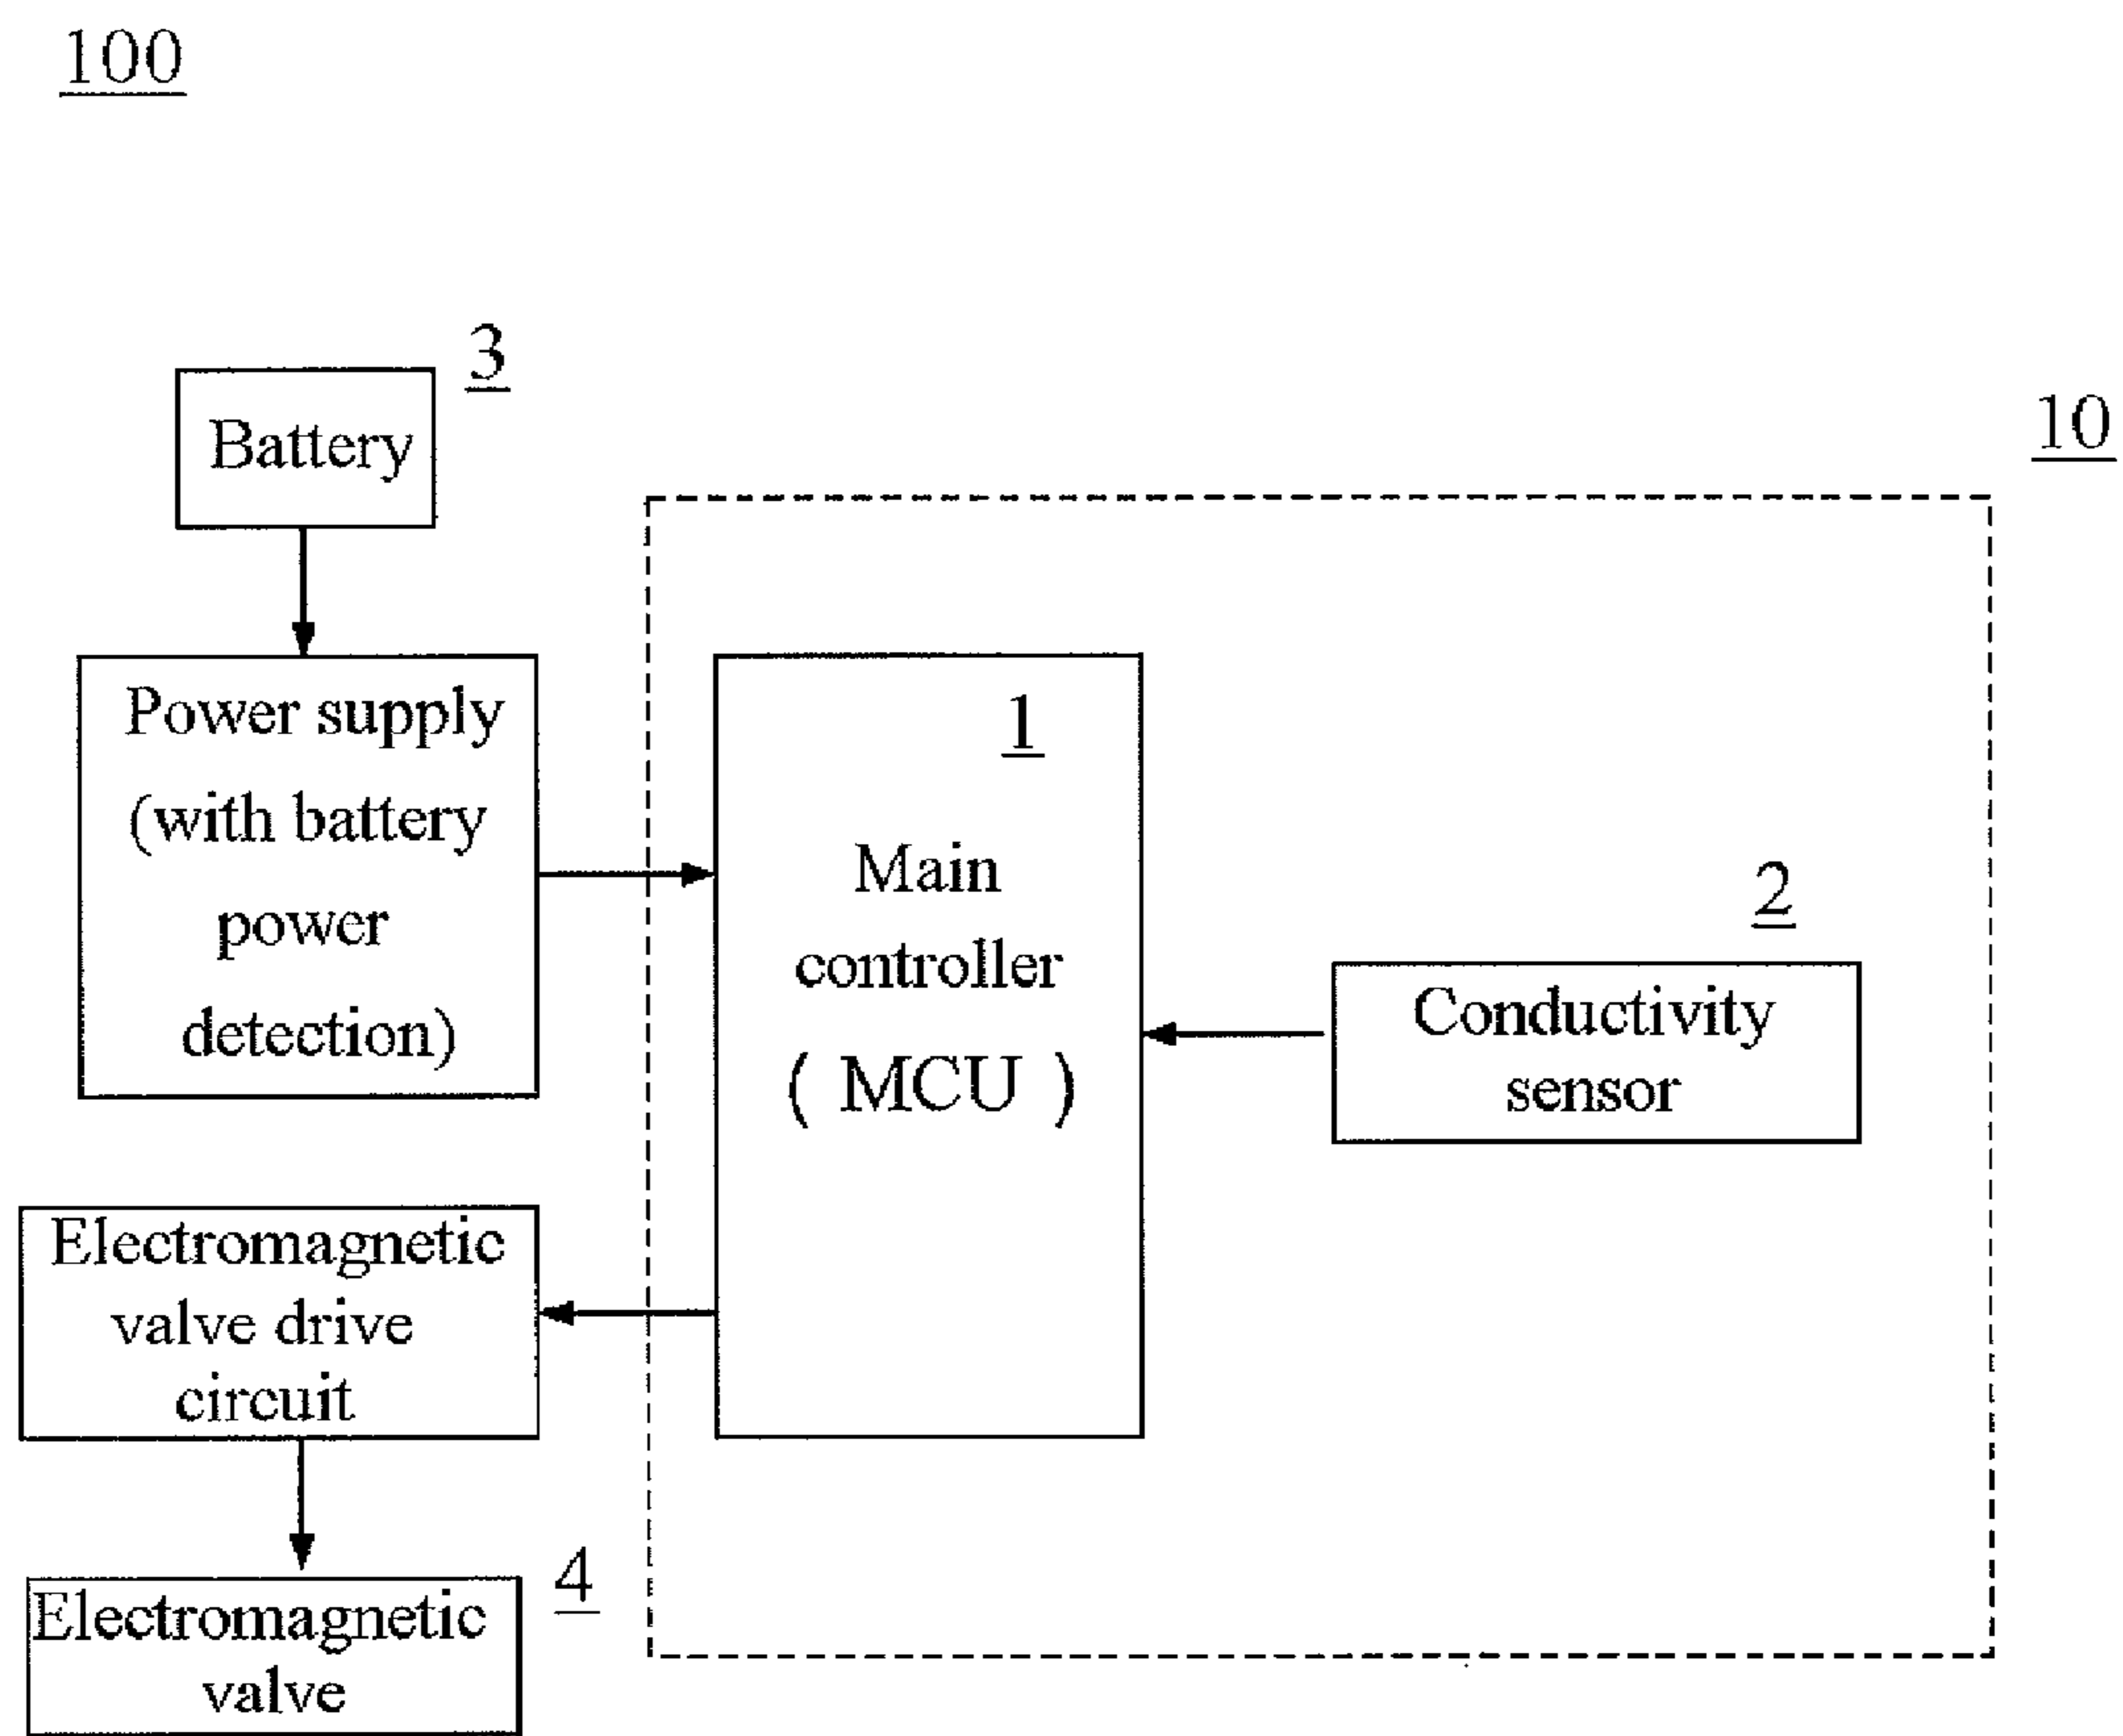 100
3
Battery
10
Power supply
(with battery
power
detection)
1
Main
controller
( MCU )
2
Conductivity
sensor
Electromagnetic
valve drive
circuit
4
Electromagnetic
valve